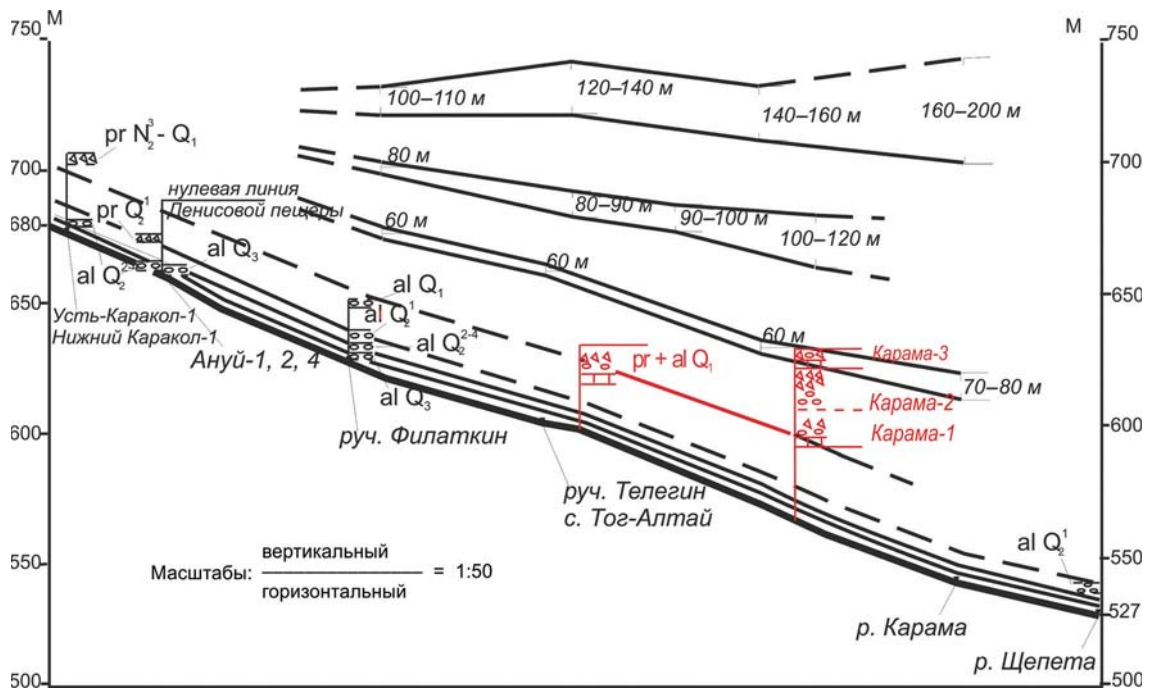 М
М
750
750
100–110 м
120–140 м
140–160 м
160–200 м
pr N₂³ - Q₁
700
700
80 м
нулевая линия
Денисовой пещеры
80–90 м
90–100 м
100–120 м
pr Q₂¹
680
60 м
al Q₃
al Q₂²⁻⁴
60 м
650
650
al Q₁
al Q₂¹
al Q₂²⁻⁴
al Q₃
Усть-Каракол-1
Нижний Каракол-1
Ануй-1, 2, 4
60 м
Карама-3
pr + al Q₁
70–80 м
Карама-2
Карама-1
600
600
руч. Филаткин
руч. Телегин
с. Тог-Алтай
al Q₂¹
550
550
вертикальный
Масштабы: = 1:50
горизонтальный
527
р. Карама
р. Щепета
500
500